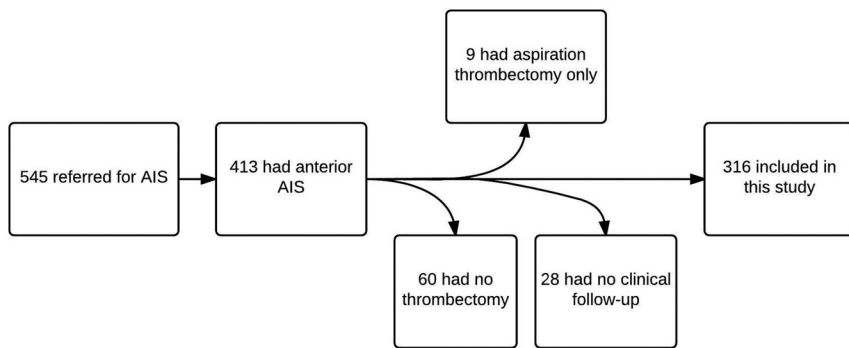 9 had aspiration
thrombectomy only
545 referred for AIS
413 had anterior
AIS
316 included in
this study
60 had no
thrombectomy
28 had no clinical
follow-up